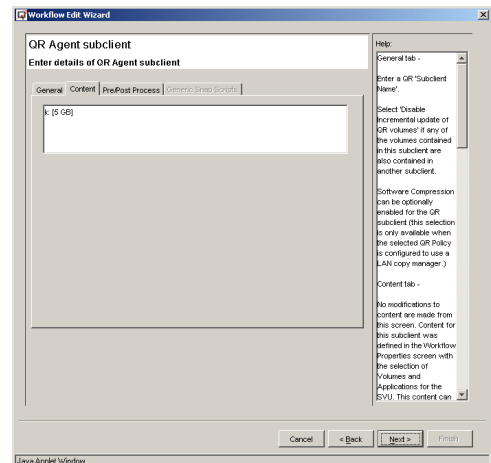 Workflow Edit Wizard
QR Agent subclient
Enter details of QR Agent subclient
General
Content
Pre/Post Process
Generic Snap Scripts
k: [5 GB]
Help:
General tab -
Enter a QR 'Subclient
Name'.
Select 'Disable
Incremental update of
QR volumes' if any of
the volumes contained
in this subclient are
also contained in
another subclient.
Software Compression
can be optionally
enabled for the QR
subclient (this selection
is only available when
the selected QR Policy
is configured to use a
LAN copy manager.)
Content tab -
No modifications to
content are made from
this screen. Content for
this subclient was
defined in the Workflow
Properties screen with
the selection of
Volumes and
Applications for the
SVU. This content can
Cancel
< Back
Next >
Finish
Java Applet Window